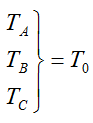 T_A
T_B } = T_0
T_C